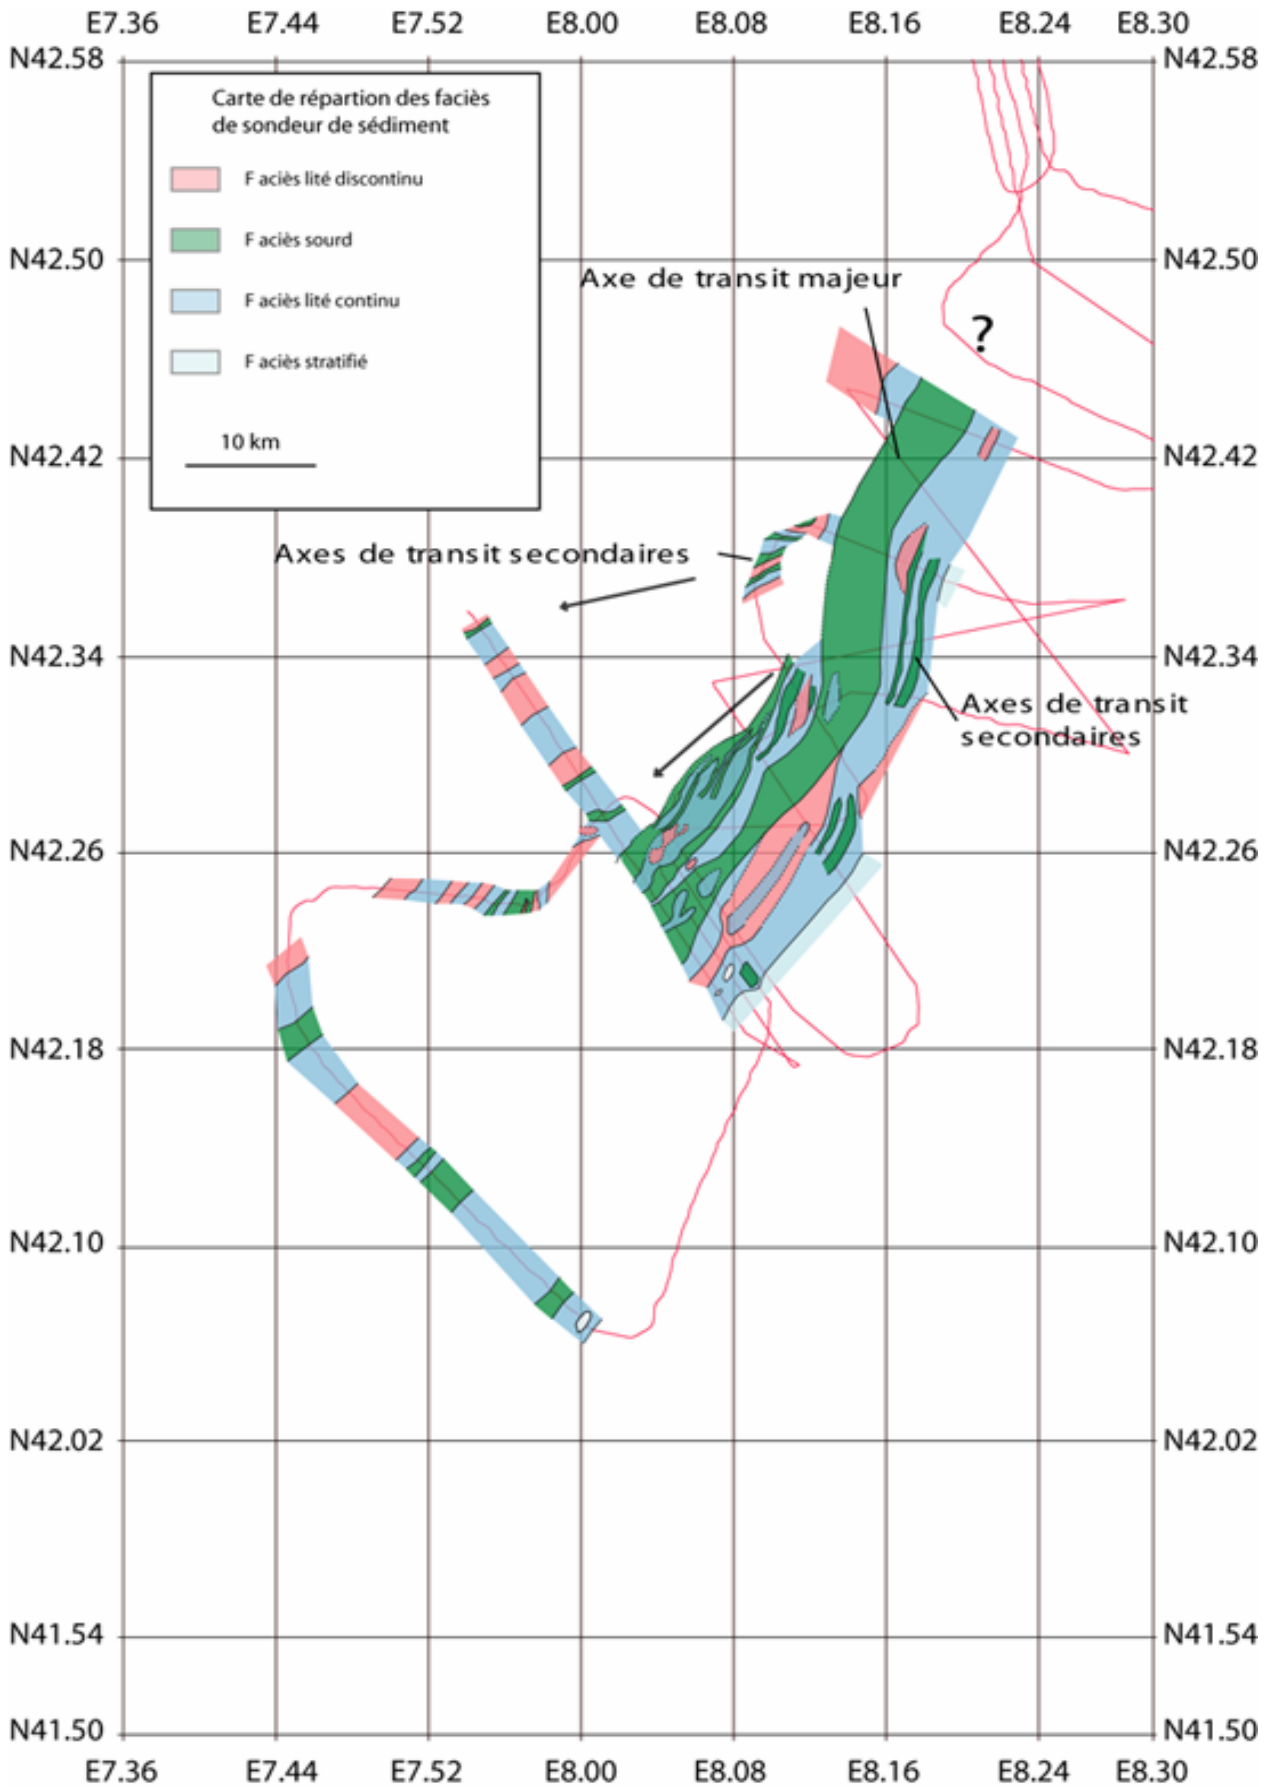 E7.36 E7.44 E7.52 E8.00 E8.08 E8.16 E8.24 E8.30
N42.58 N42.58
Carte de répartion des faciès
de sondeur de sédiment
F aciès lité discontinu
F aciès sourd
F aciès lité continu
F aciès stratifié
10 km
N42.50 N42.50
Axe de transit majeur
?
N42.42 N42.42
Axes de transit secondaires
N42.34 N42.34
Axes de transit
secondaires
N42.26 N42.26
N42.18 N42.18
N42.10 N42.10
N42.02 N42.02
N41.54 N41.54
N41.50 N41.50
E7.36 E7.44 E7.52 E8.00 E8.08 E8.16 E8.24 E8.30